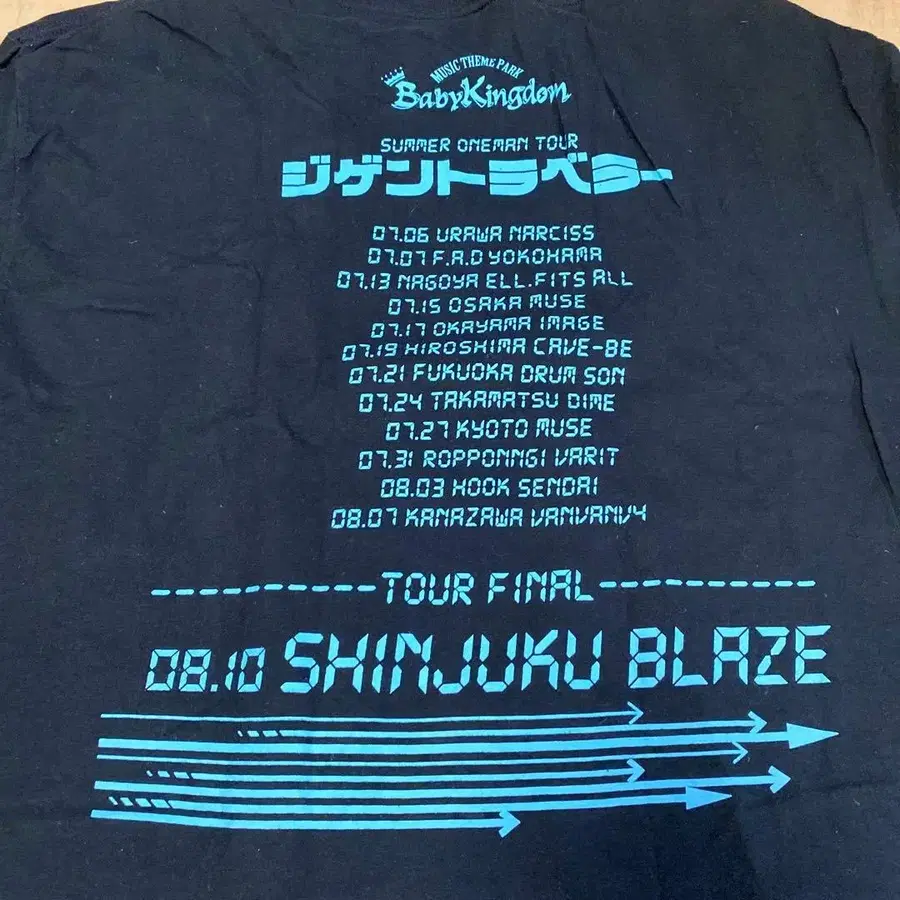 MUSIC THEME PARK
BabyKingdom
SUMMER ONEMAN TOUR
ジゲントラベラー
07.06 URAWA NARCISS
07.07 F.A.D YOKOHAMA
07.13 NAGOYA ELL.FITS ALL
07.15 OSAKA MUSE
07.17 OKAYAMA IMAGE
07.19 HIROSHIMA CAVE-BE
07.21 FUKUOKA DRUM SON
07.24 TAKAMATSU DIME
07.27 KYOTO MUSE
07.31 ROPPONNGI VARIT
08.03 HOOK SENDAI
08.07 KANAZAWA VANVANV4
----------TOUR FINAL----------
08.10 SHINJUKU BLAZE